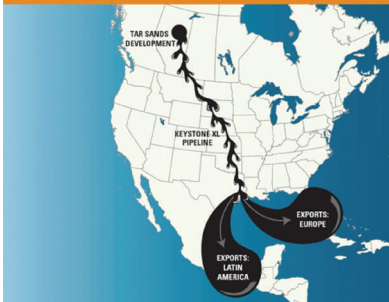 TAR SANDS
DEVELOPMENT
KEYSTONE XL
PIPELINE
EXPORTS:
EUROPE
EXPORTS:
LATIN
AMERICA